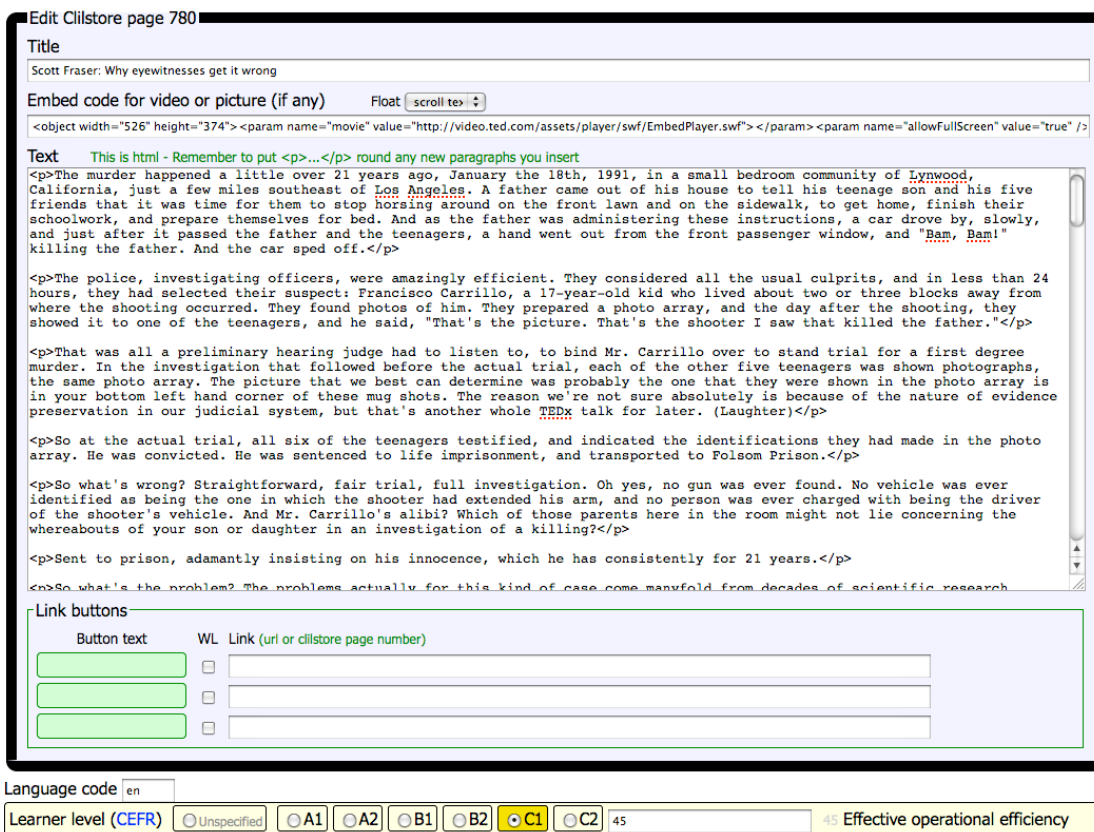 Edit Clilstore page 780
Title
Scott Fraser: Why eyewitnesses get it wrong
Embed code for video or picture (if any) Float scroll tex
<object width="526" height="374"><param name="movie" value="http://video.ted.com/assets/player/swf/EmbedPlayer.swf"></param><param name="allowFullScreen" value="true" />
Text This is html - Remember to put <p>...</p> round any new paragraphs you insert
<p>The murder happened a little over 21 years ago, January the 18th, 1991, in a small bedroom community of Lynwood,
California, just a few miles southeast of Los Angeles. A father came out of his house to tell his teenage son and his five
friends that it was time for them to stop horsing around on the front lawn and on the sidewalk, to get home, finish their
schoolwork, and prepare themselves for bed. And as the father was administering these instructions, a car drove by, slowly,
and just after it passed the father and the teenagers, a hand went out from the front passenger window, and "Bam, Bam!"
killing the father. And the car sped off.</p>
<p>The police, investigating officers, were amazingly efficient. They considered all the usual culprits, and in less than 24
hours, they had selected their suspect: Francisco Carrillo, a 17-year-old kid who lived about two or three blocks away from
where the shooting occurred. They found photos of him. They prepared a photo array, and the day after the shooting, they
showed it to one of the teenagers, and he said, "That's the picture. That's the shooter I saw that killed the father."</p>
<p>That was all a preliminary hearing judge had to listen to, to bind Mr. Carrillo over to stand trial for a first degree
murder. In the investigation that followed before the actual trial, each of the other five teenagers was shown photographs,
the same photo array. The picture that we best can determine was probably the one that they were shown in the photo array is
in your bottom left hand corner of these mug shots. The reason we're not sure absolutely is because of the nature of evidence
preservation in our judicial system, but that's another whole TEDx talk for later. (Laughter)</p>
<p>So at the actual trial, all six of the teenagers testified, and indicated the identifications they had made in the photo
array. He was convicted. He was sentenced to life imprisonment, and transported to Folsom Prison.</p>
<p>So what's wrong? Straightforward, fair trial, full investigation. Oh yes, no gun was ever found. No vehicle was ever
identified as being the one in which the shooter had extended his arm, and no person was ever charged with being the driver
of the shooter's vehicle. And Mr. Carrillo's alibi? Which of those parents here in the room might not lie concerning the
whereabouts of your son or daughter in an investigation of a killing?</p>
<p>Sent to prison, adamantly insisting on his innocence, which he has consistently for 21 years.</p>
<p>So what's the problem? The problems actually for this kind of case come manyfold from decades of scientific research
Link buttons
Button text WL Link (url or clilstore page number)
Language code en
Learner level (CEFR) Unspecified A1 A2 B1 B2 C1 C2 45 45 Effective operational efficiency